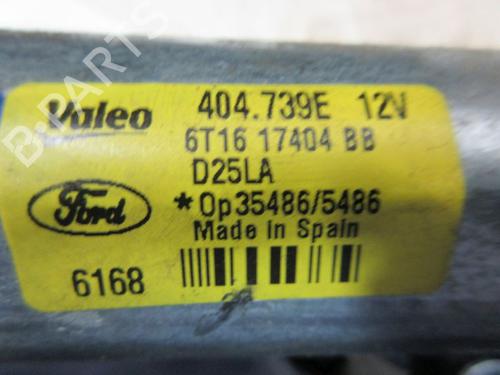 B-PARTS
Valeo 404.739E 12V
6T16 17404 BB
D25LA
Ford *Op35486/5486
Made in Spain
6168